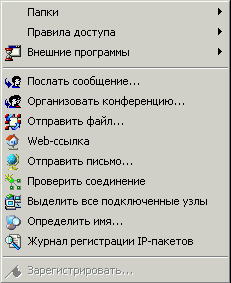 Папки
Правила доступа
Внешние программы
Послать сообщение...
Организовать конференцию...
Отправить файл...
Web-ссылка
Отправить письмо...
Проверить соединение
Выделить все подключенные узлы
Определить имя...
Журнал регистрации IP-пакетов
Зарегистрировать...